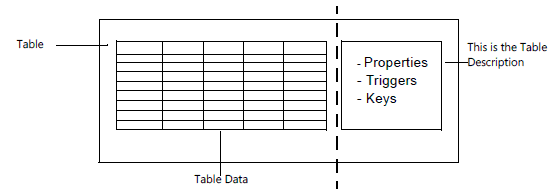 Table
- Properties
- Triggers
- Keys
This is the Table
Description
Table Data